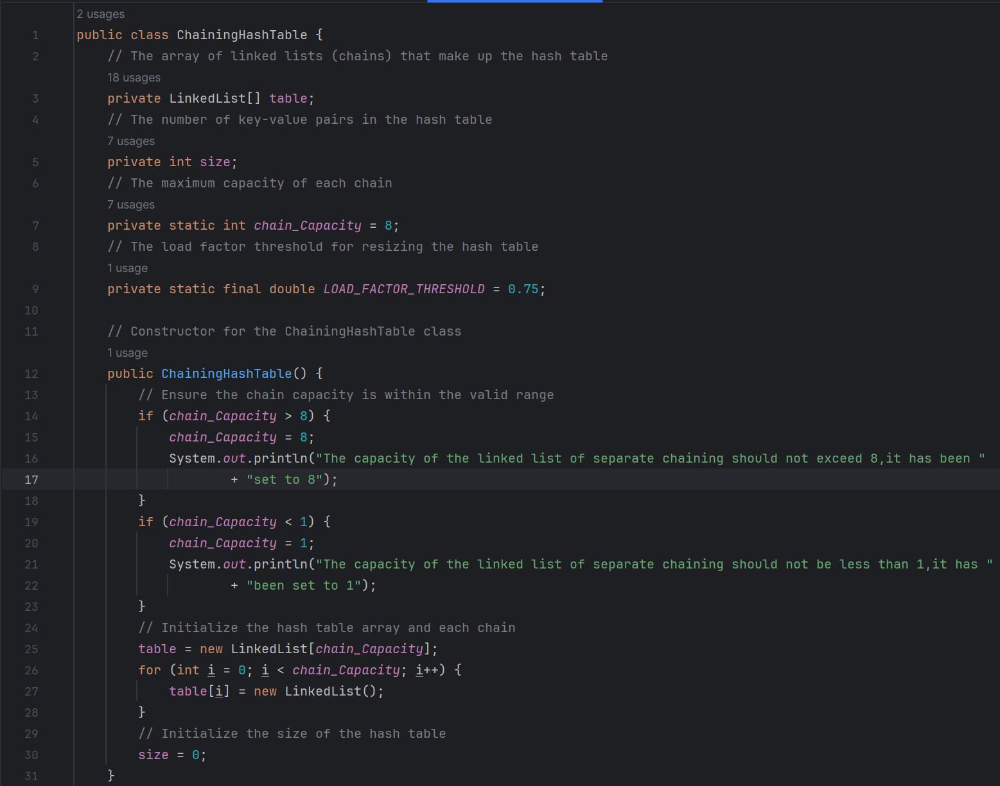 2 usages
1 public class ChainingHashTable {
2 // The array of linked lists (chains) that make up the hash table
18 usages
3 private LinkedList[] table;
4 // The number of key-value pairs in the hash table
7 usages
5 private int size;
6 // The maximum capacity of each chain
7 usages
7 private static int chain_Capacity = 8;
8 // The load factor threshold for resizing the hash table
1 usage
9 private static final double LOAD_FACTOR_THRESHOLD = 0.75;
10
11 // Constructor for the ChainingHashTable class
1 usage
12 public ChainingHashTable() {
13 // Ensure the chain capacity is within the valid range
14 if (chain_Capacity > 8) {
15 chain_Capacity = 8;
16 System.out.println("The capacity of the linked list of separate chaining should not exceed 8,it has been "
17 + "set to 8");
18 }
19 if (chain_Capacity < 1) {
20 chain_Capacity = 1;
21 System.out.println("The capacity of the linked list of separate chaining should not be less than 1,it has "
22 + "been set to 1");
23 }
24 // Initialize the hash table array and each chain
25 table = new LinkedList[chain_Capacity];
26 for (int i = 0; i < chain_Capacity; i++) {
27 table[i] = new LinkedList();
28 }
29 // Initialize the size of the hash table
30 size = 0;
31 }